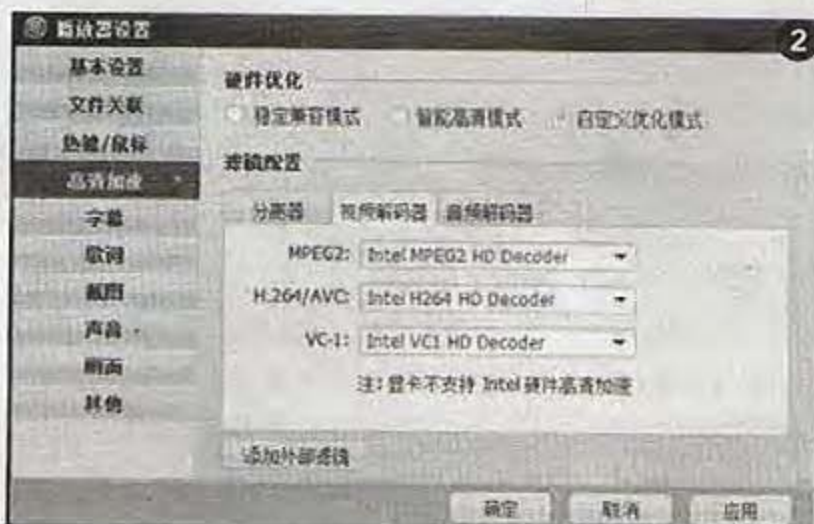 播放器设置
2
基本设置
文件关联
热键/鼠标
高清加速
字幕
歌词
截图
声音
画面
其他
硬件优化
稳定兼容模式 智能高清模式 自定义优化模式
滤镜配置
分离器 视频解码器 音频解码器
MPEG2: Intel MPEG2 HD Decoder
H.264/AVC: Intel H264 HD Decoder
VC-1: Intel VC1 HD Decoder
注:显卡不支持 Intel 硬件高清加速
添加外部滤镜
确定 取消 应用